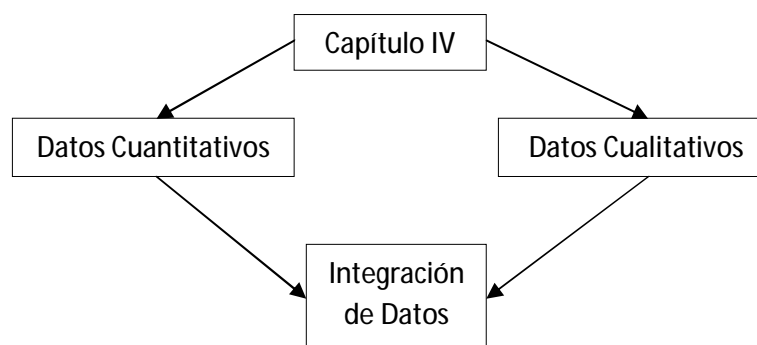 Capítulo IV
Datos Cuantitativos
Datos Cualitativos
Integración
de Datos